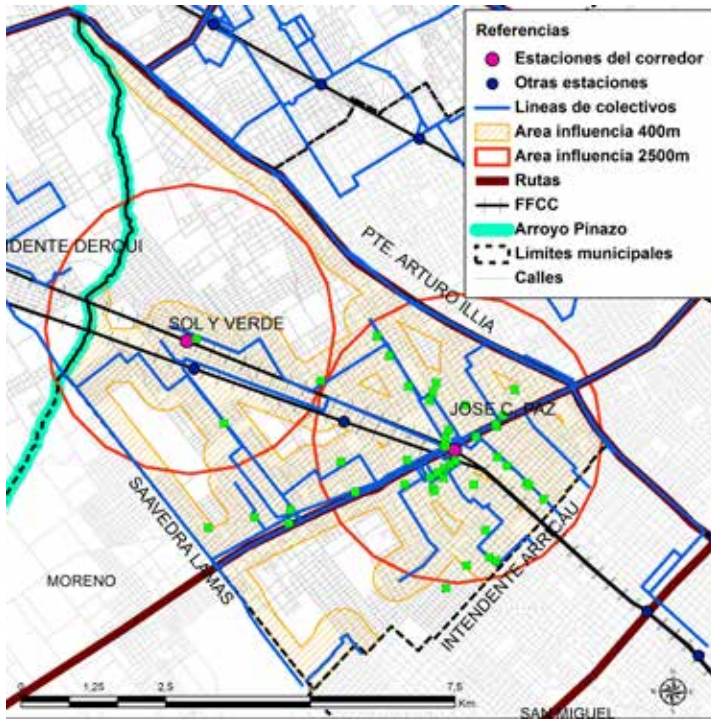 Referencias
Estaciones del corredor
Otras estaciones
Lineas de colectivos
Area influencia 400m
Area influencia 2500m
Rutas
FFCC
Arroyo Pinazo
Limites municipales
Calles
IDENTE DERQUI
PTE. ARTURO ILLIA
SOL Y VERDE
JOSE C. PAZ
SAAVEDRA LAMAS
INTENDENTE ARRICAU
MORENO
0 1,25 2,5 7,5
Km.
SAN MIGUEL